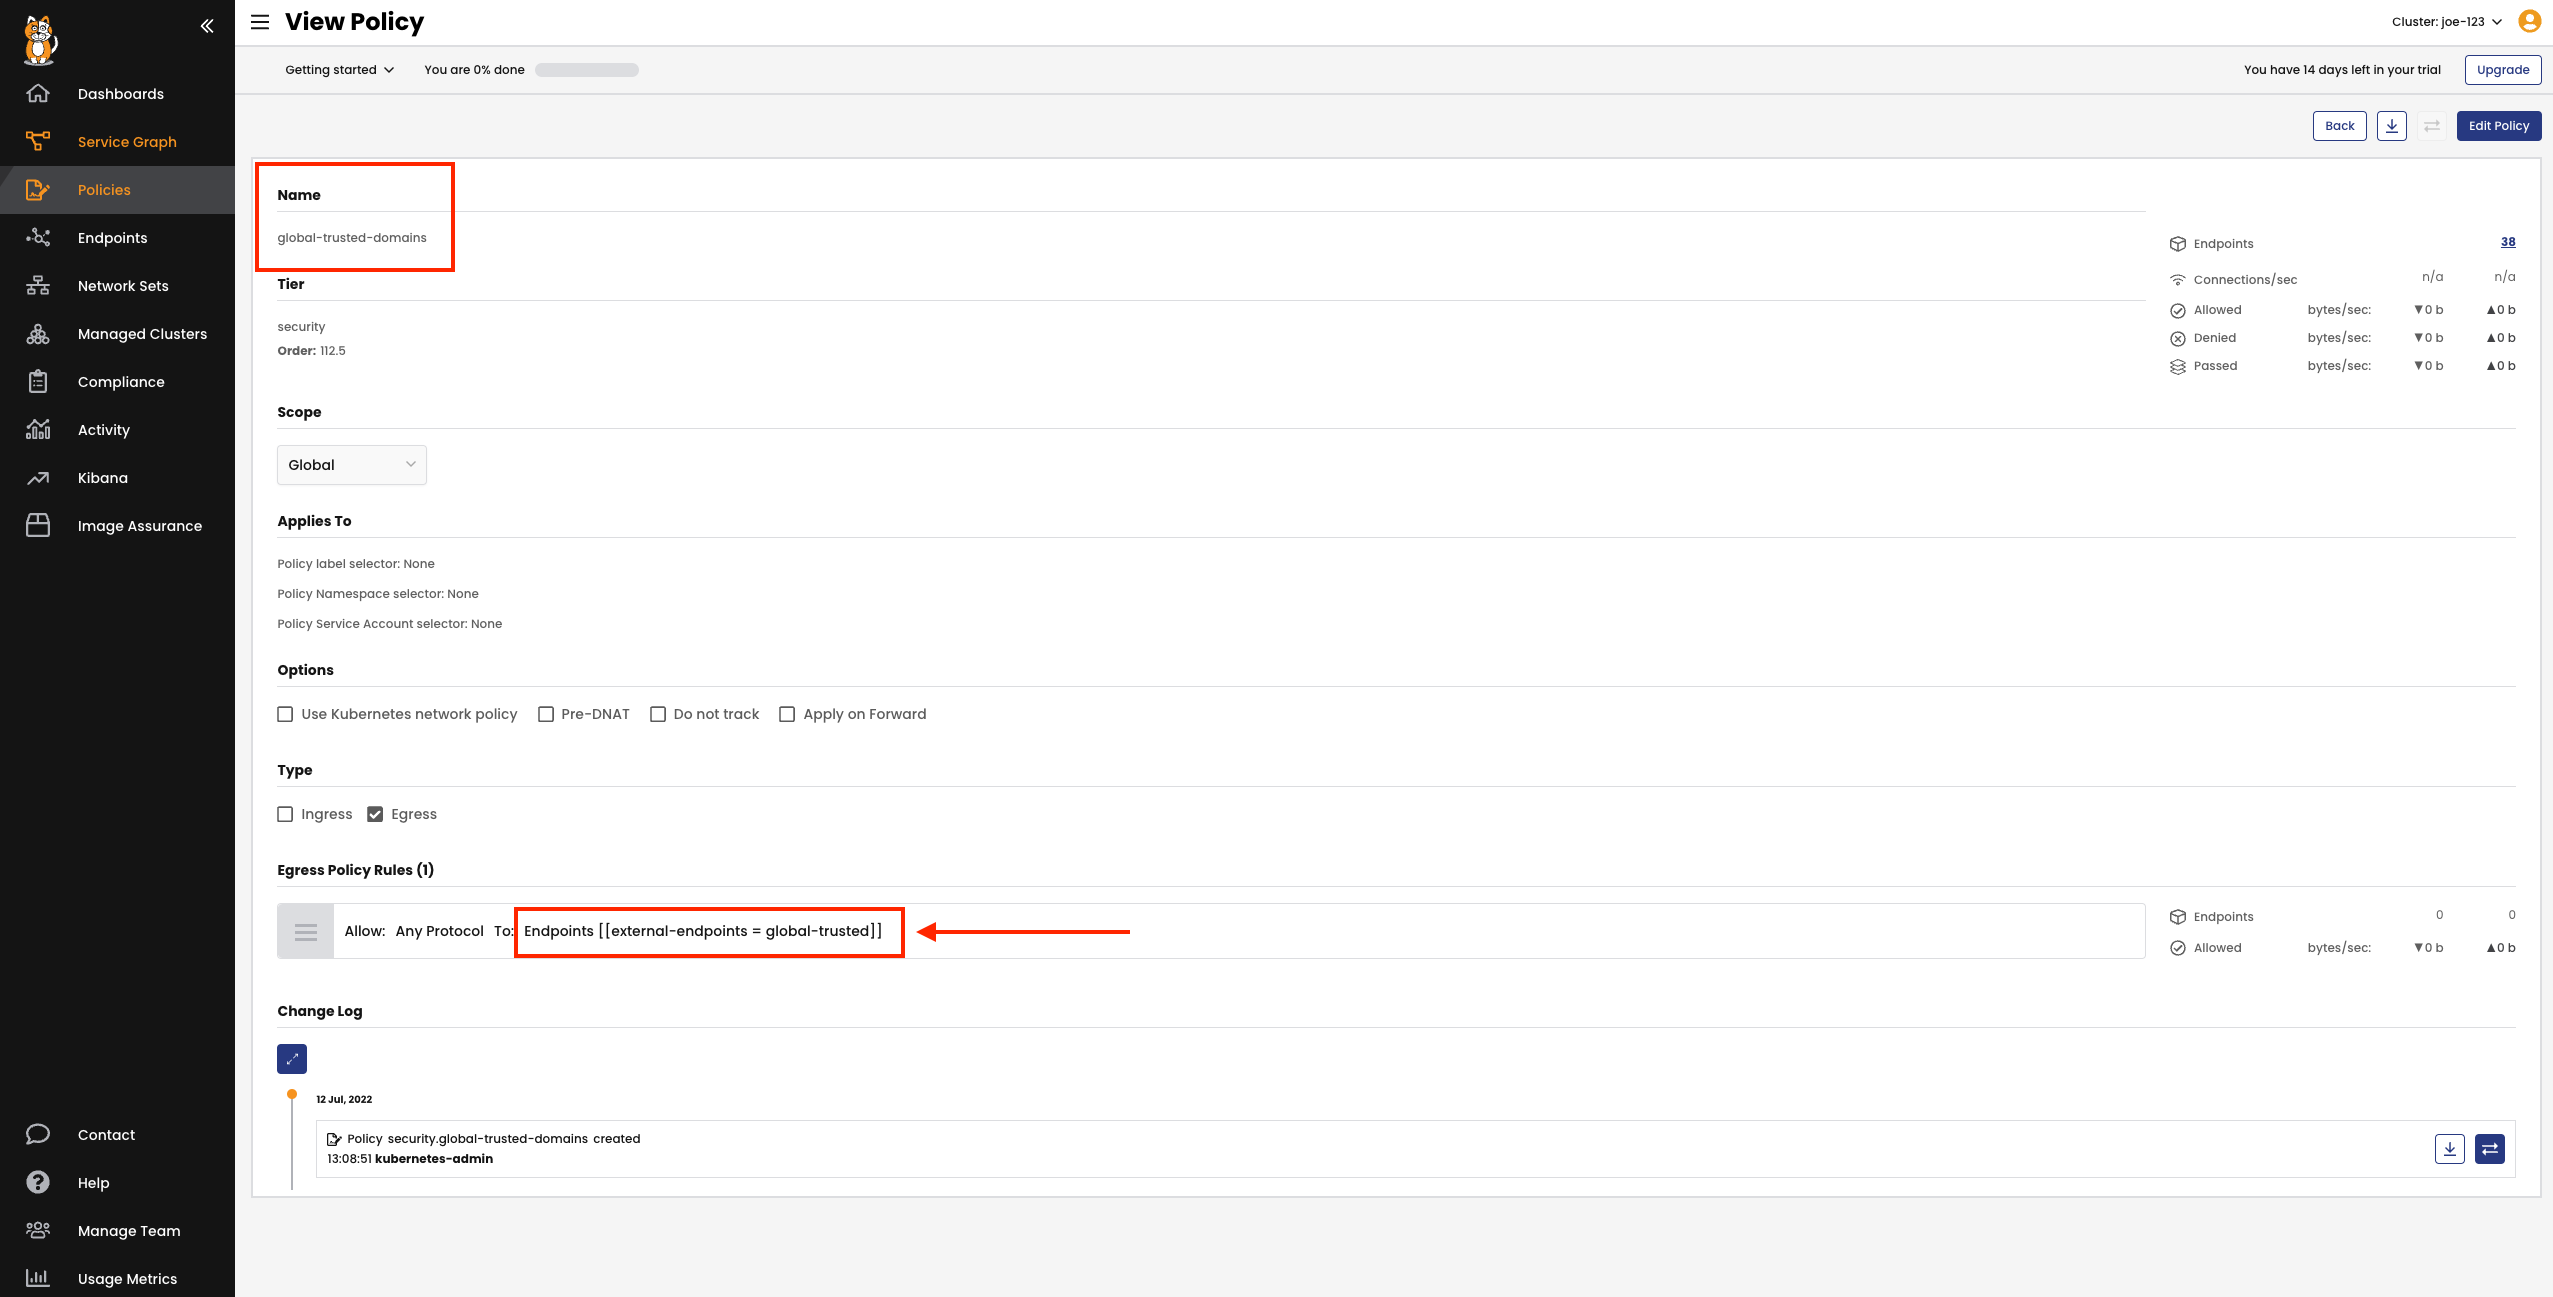 View Policy
Cluster: joe-123
Getting started
You are 0% done
You have 14 days left in your trial
Upgrade
Dashboards
Service Graph
Policies
Endpoints
Network Sets
Managed Clusters
Compliance
Activity
Kibana
Image Assurance
Contact
Help
Manage Team
Usage Metrics
Back
Edit Policy
Name
global-trusted-domains
Tier
security
Order: 112.5
Endpoints 38
Connections/sec n/a n/a
Allowed bytes/sec: ▼0 b ▲0 b
Denied bytes/sec: ▼0 b ▲0 b
Passed bytes/sec: ▼0 b ▲0 b
Scope
Global
Applies To
Policy label selector: None
Policy Namespace selector: None
Policy Service Account selector: None
Options
Use Kubernetes network policy Pre-DNAT Do not track Apply on Forward
Type
Ingress Egress
Egress Policy Rules (1)
Allow: Any Protocol To: Endpoints [[external-endpoints = global-trusted]]
Endpoints 0 0
Allowed bytes/sec: ▼0 b ▲0 b
Change Log
12 Jul, 2022
Policy security.global-trusted-domains created
13:08:51 kubernetes-admin